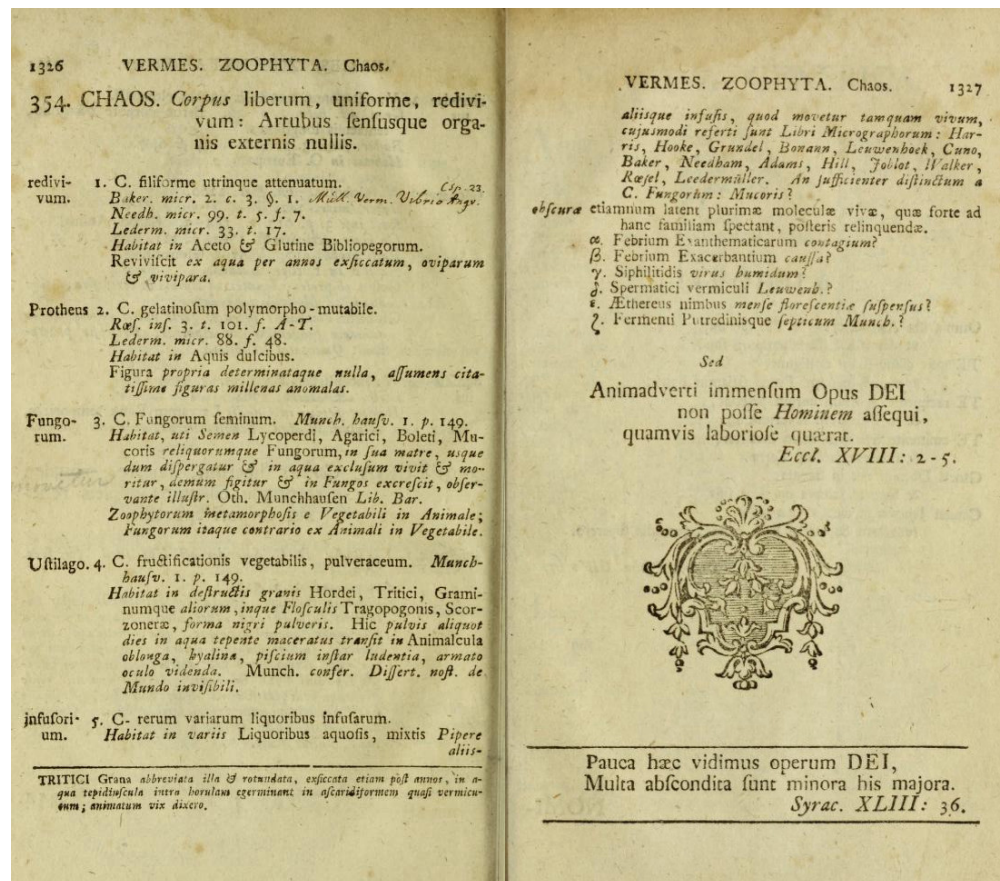 1326 VERMES. ZOOPHYTA. Chaos.
354. CHAOS. Corpus liberum, uniforme, redivi-
vum: Artubus ſenſusque orga-
nis externis nullis.
redivi- 1. C. filiforme utrinque attenuatum.
vum. Baker. micr. 2. c. 3. §. 1. Müll. Verm. Vibrio
Needh. micr. 99. t. 5. f. 7.
Lederm. micr. 33. t. 17.
Habitat in Aceto & Glutine Bibliopegorum.
Reviviſcit ex aqua per annos exſiccatum, oviparum
& vivipara.
Protheus 2. C. gelatinoſum polymorpho-mutabile.
Rœſ. inſ. 3. t. 101. f. A-T.
Lederm. micr. 88. f. 48.
Habitat in Aquis dulcibus.
Figura propria determinataque nulla, aſſumens cita-
tiſſime figuras millenas anomalas.
Fungo- 3. C. Fungorum ſeminum. Munch. hauſv. 1. p. 149.
rum. Habitat, uti Semen Lycoperdi, Agarici, Boleti, Mu-
coris reliquorumque Fungorum, in ſua matre, usque
dum diſpergatur & in aqua excluſum vivit & mo-
ritur, demum figitur & in Fungos excreſcit, obſer-
vante illuſtr. Oth. Munchhauſen Lib. Bar.
Zoophytorum metamorphoſis e Vegetabili in Animale;
Fungorum itaque contrario ex Animali in Vegetabile.
Uſtilago. 4. C. fructificationis vegetabilis, pulveraceum. Munch-
hauſv. 1. p. 149.
Habitat in deſtructis granis Hordei, Tritici, Grami-
numque aliorum, inque Floſculis Tragopogonis, Scor-
zoneræ, forma nigri pulveris. Hic pulvis aliquot
dies in aqua tepente maceratus tranſit in Animalcula
oblonga, hyalina, piſcium inſtar ludentia, armato
oculo videnda. Munch. confer. Diſſert. noſt. de
Mundo inviſibili.
infuſori- 5. C. rerum variarum liquoribus infuſarum.
um. Habitat in variis Liquoribus aquoſis, mixtis Pipere
aliis-
TRITICI Grana abbreviata illa & rotundata, exſiccata etiam poſt annos, in a-
qua tepidiuſcula intra horulam egerminant in aſcaridiformem quaſi vermicu-
lum; animatum vix dixero.
VERMES. ZOOPHYTA. Chaos. 1327
aliisque infuſis, quod movetur tamquam vivum,
cujusmodi referti ſunt Libri Micrographorum: Har-
ris, Hooke, Grundel, Bonann, Leuwenhoek, Cuno,
Baker, Needham, Adams, Hill, Joblot, Walker,
Rœſel, Leedermüller. An ſufficienter diſtinctum a
C. Fungorum: Mucoris?
obſcuræ etiamnum latent plurimæ moleculæ vivæ, quæ forte ad
hanc familiam ſpectant, poſteris relinquendæ.
α. Febrium Exanthematicarum contagium?
β. Febrium Exacerbantium cauſſa?
γ. Siphilitidis virus humidum?
δ. Spermatici vermiculi Leuwenh.?
ε. Æthereus nimbus menſe floreſcentiæ ſuſpenſus?
ζ. Fermenti Putredinisque ſepticum Munch.?
Sed
Animadverti immenſum Opus DEI
non poſſe Hominem aſſequi,
quamvis laborioſe quærat.
Eccl. XVIII: 2-5.
Pauca hæc vidimus operum DEI,
Multa abſcondita ſunt minora his majora.
Syrac. XLIII: 36.